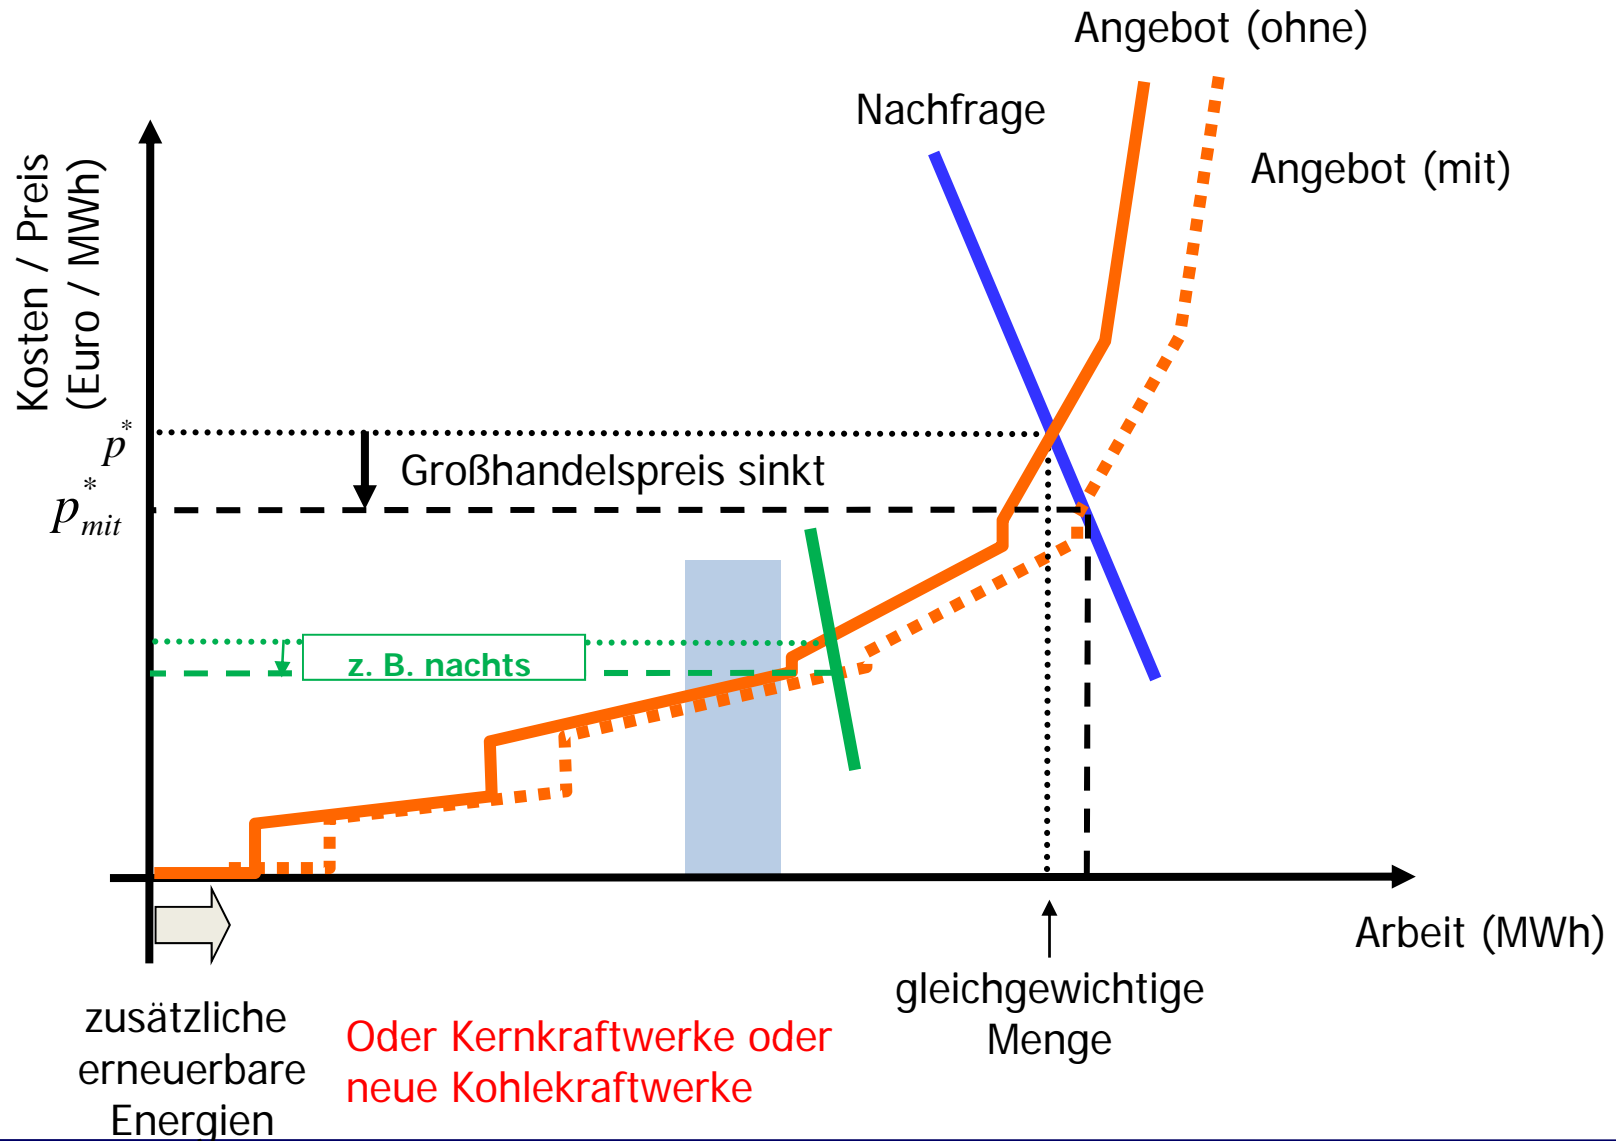 Angebot (ohne)
Nachfrage
Angebot (mit)
Kosten / Preis
(Euro / MWh)
p*
Großhandelspreis sinkt
p*mit
z. B. nachts
Arbeit (MWh)
gleichgewichtige
Menge
zusätzliche
erneuerbare
Energien
Oder Kernkraftwerke oder
neue Kohlekraftwerke